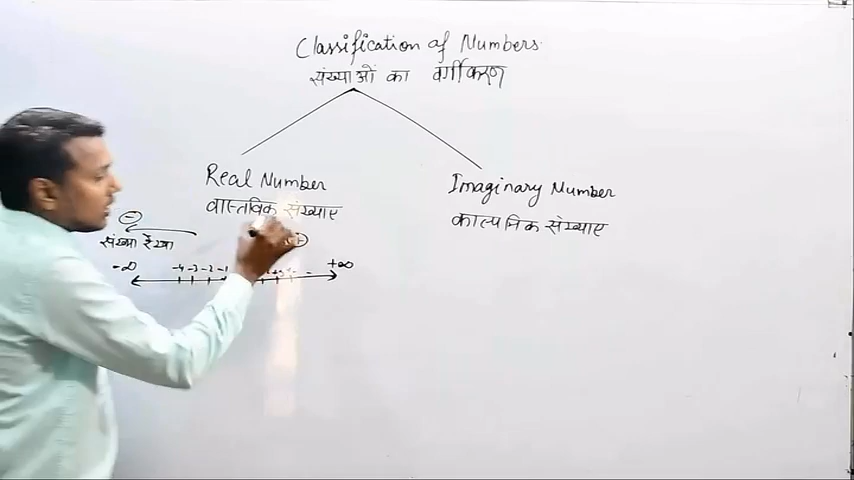 Classification of Numbers
संख्याओं का वर्गीकरण
Real Number
वास्तविक संख्याए
Imaginary Number
काल्पनिक संख्याए
-
संख्या रेखा
+
-∞ -4 -3 -2 -1 +∞